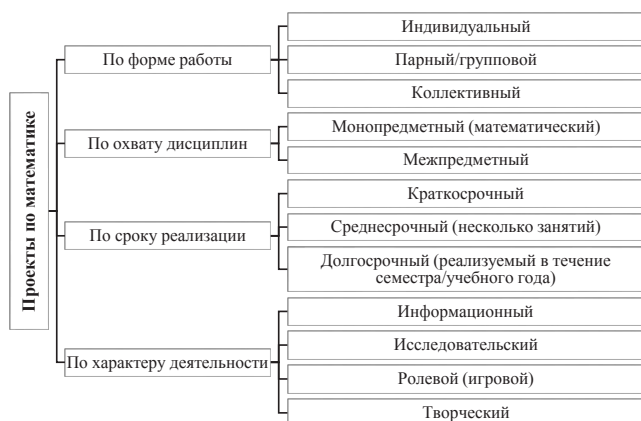 Проекты по математике
По форме работы
Индивидуальный
Парный/групповой
Коллективный
По охвату дисциплин
Монопредметный (математический)
Межпредметный
По сроку реализации
Краткосрочный
Среднесрочный (несколько занятий)
Долгосрочный (реализуемый в течение
семестра/учебного года)
По характеру деятельности
Информационный
Исследовательский
Ролевой (игровой)
Творческий